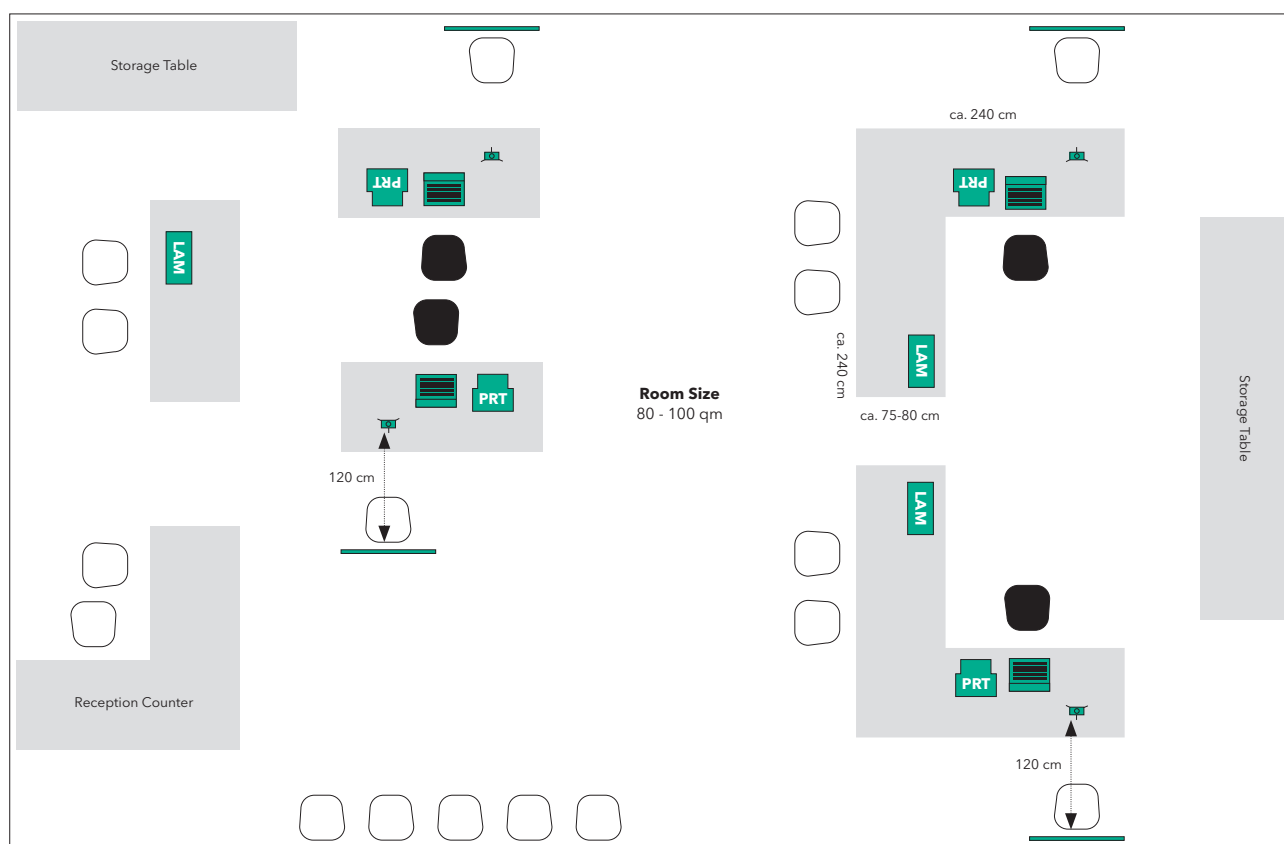 Storage Table
ca. 240 cm
PRT
PRT
LAM
ca. 240 cm
LAM
PRT
Room Size
80 - 100 qm
ca. 75-80 cm
Storage Table
120 cm
LAM
PRT
Reception Counter
120 cm